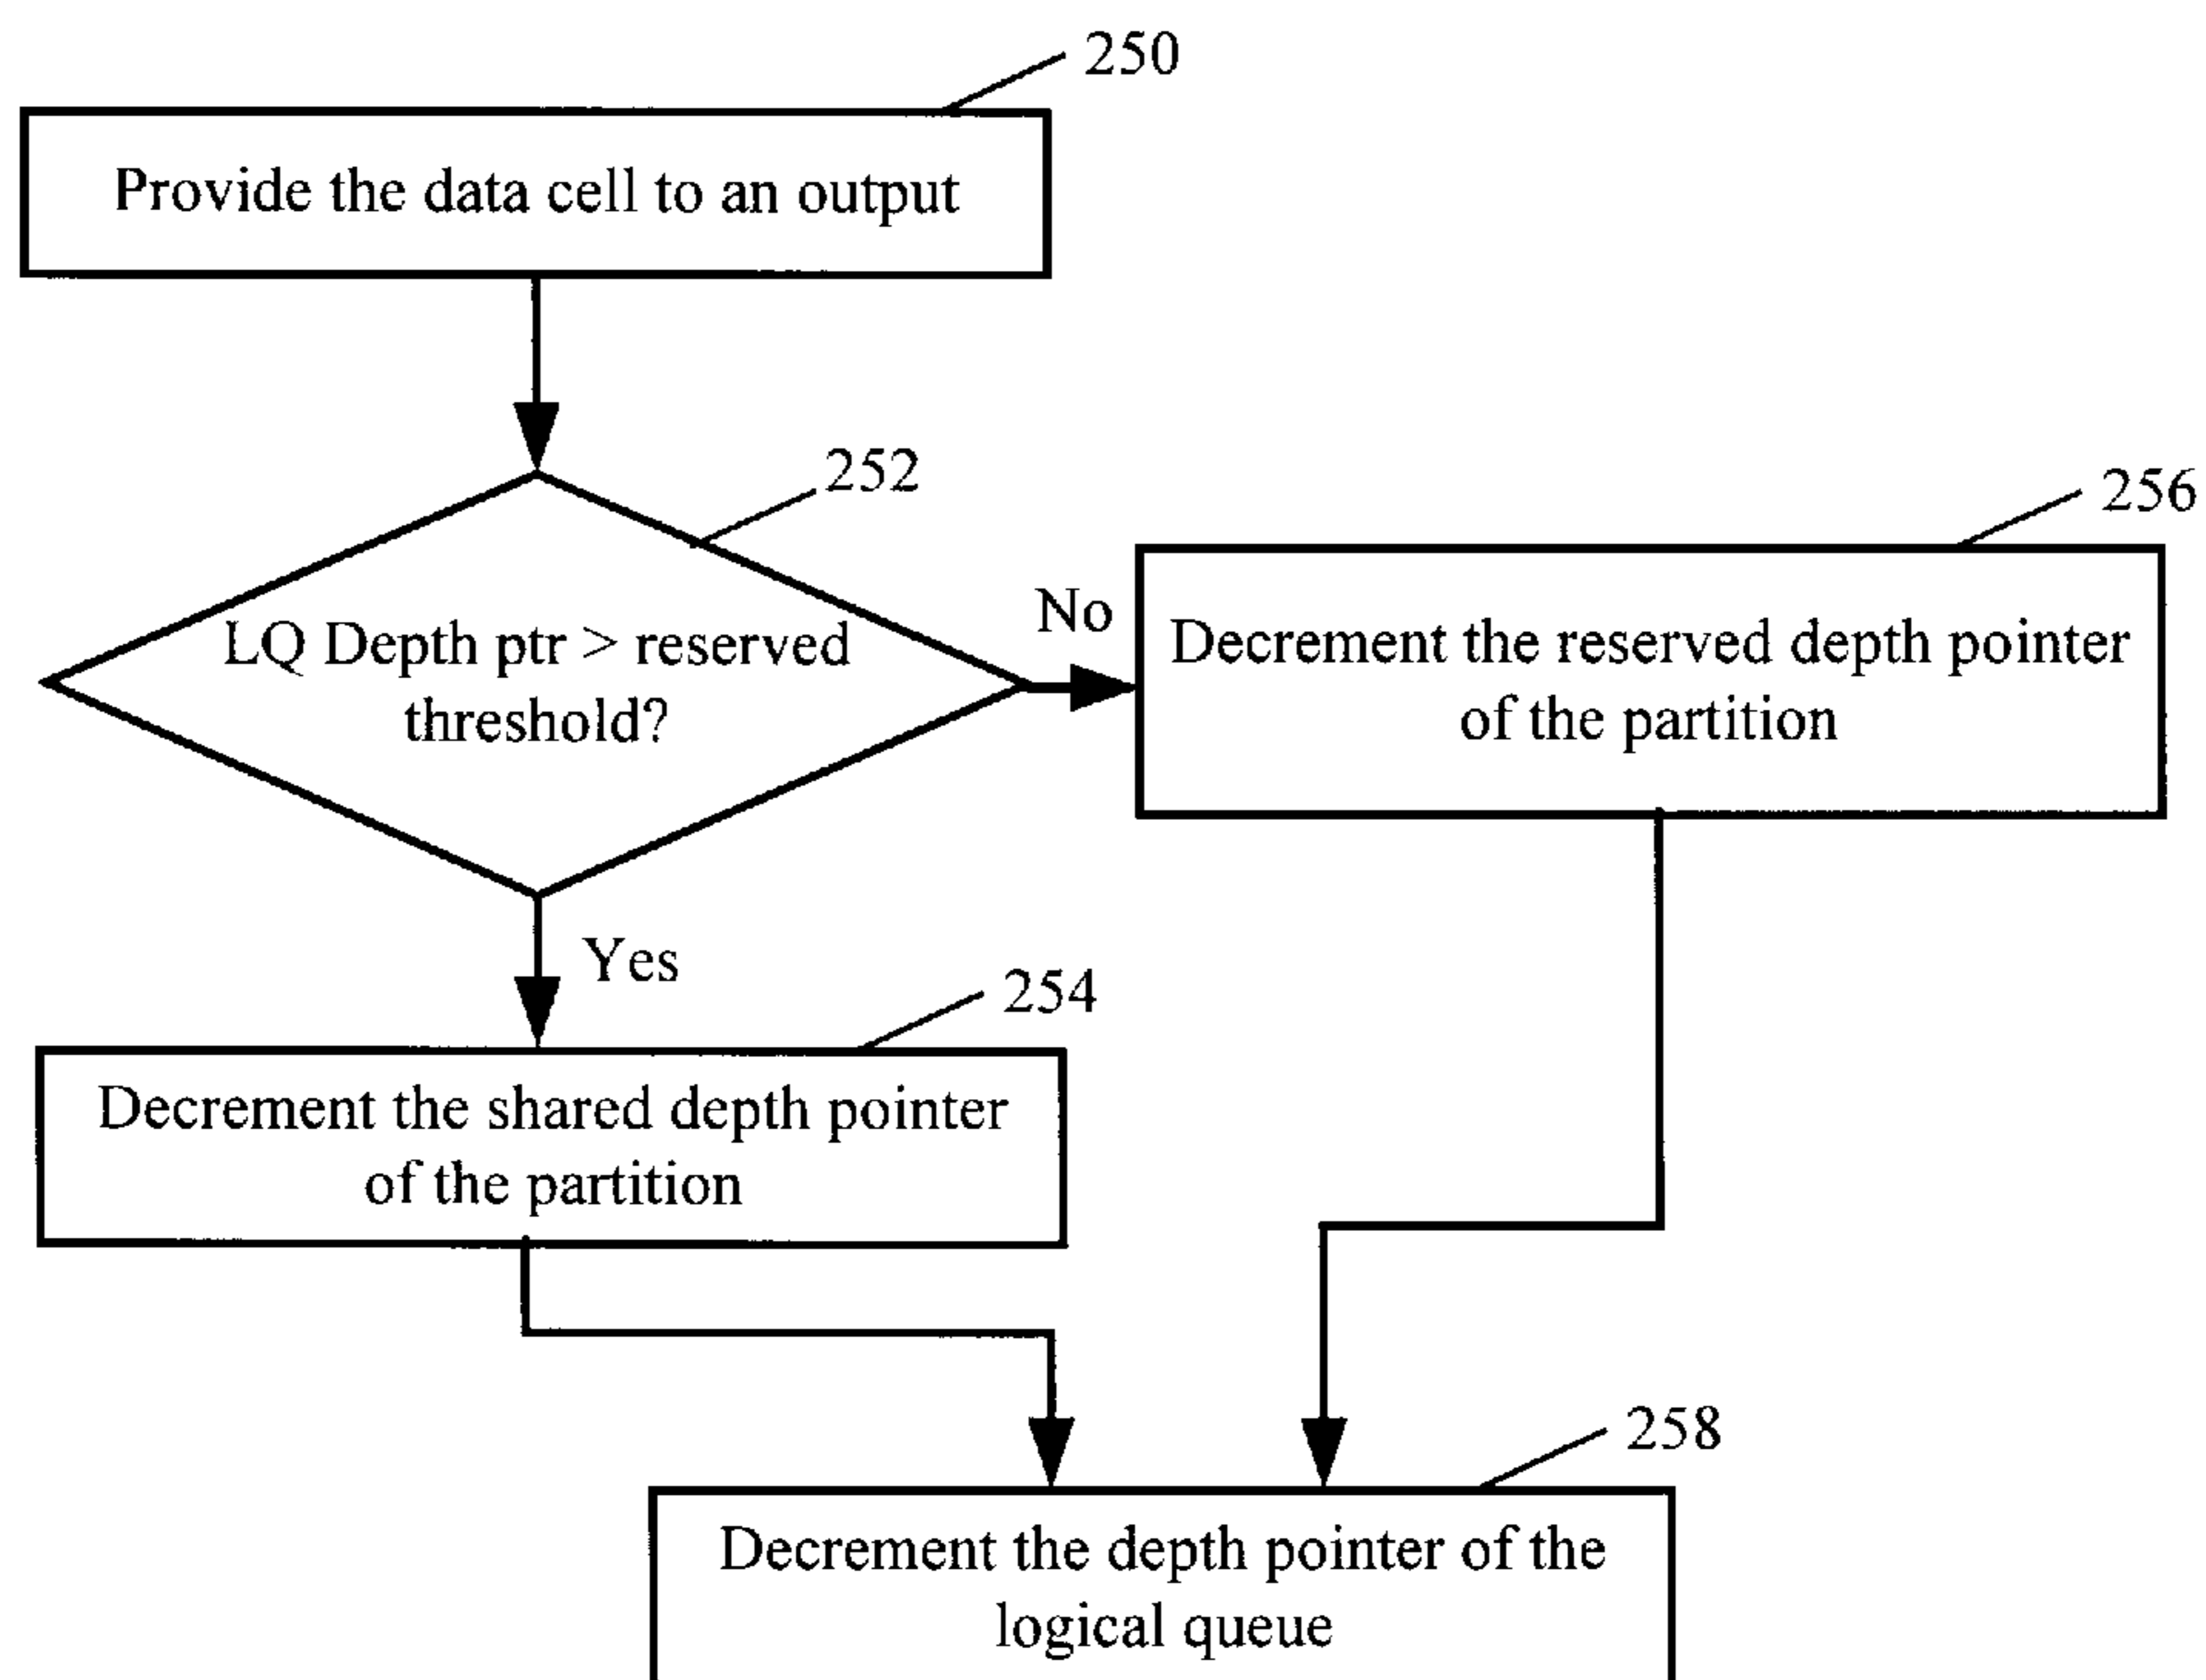 250
Provide the data cell to an output
252
LQ Depth ptr > reserved
threshold?
No
256
Decrement the reserved depth pointer
of the partition
Yes
254
Decrement the shared depth pointer
of the partition
258
Decrement the depth pointer of the
logical queue